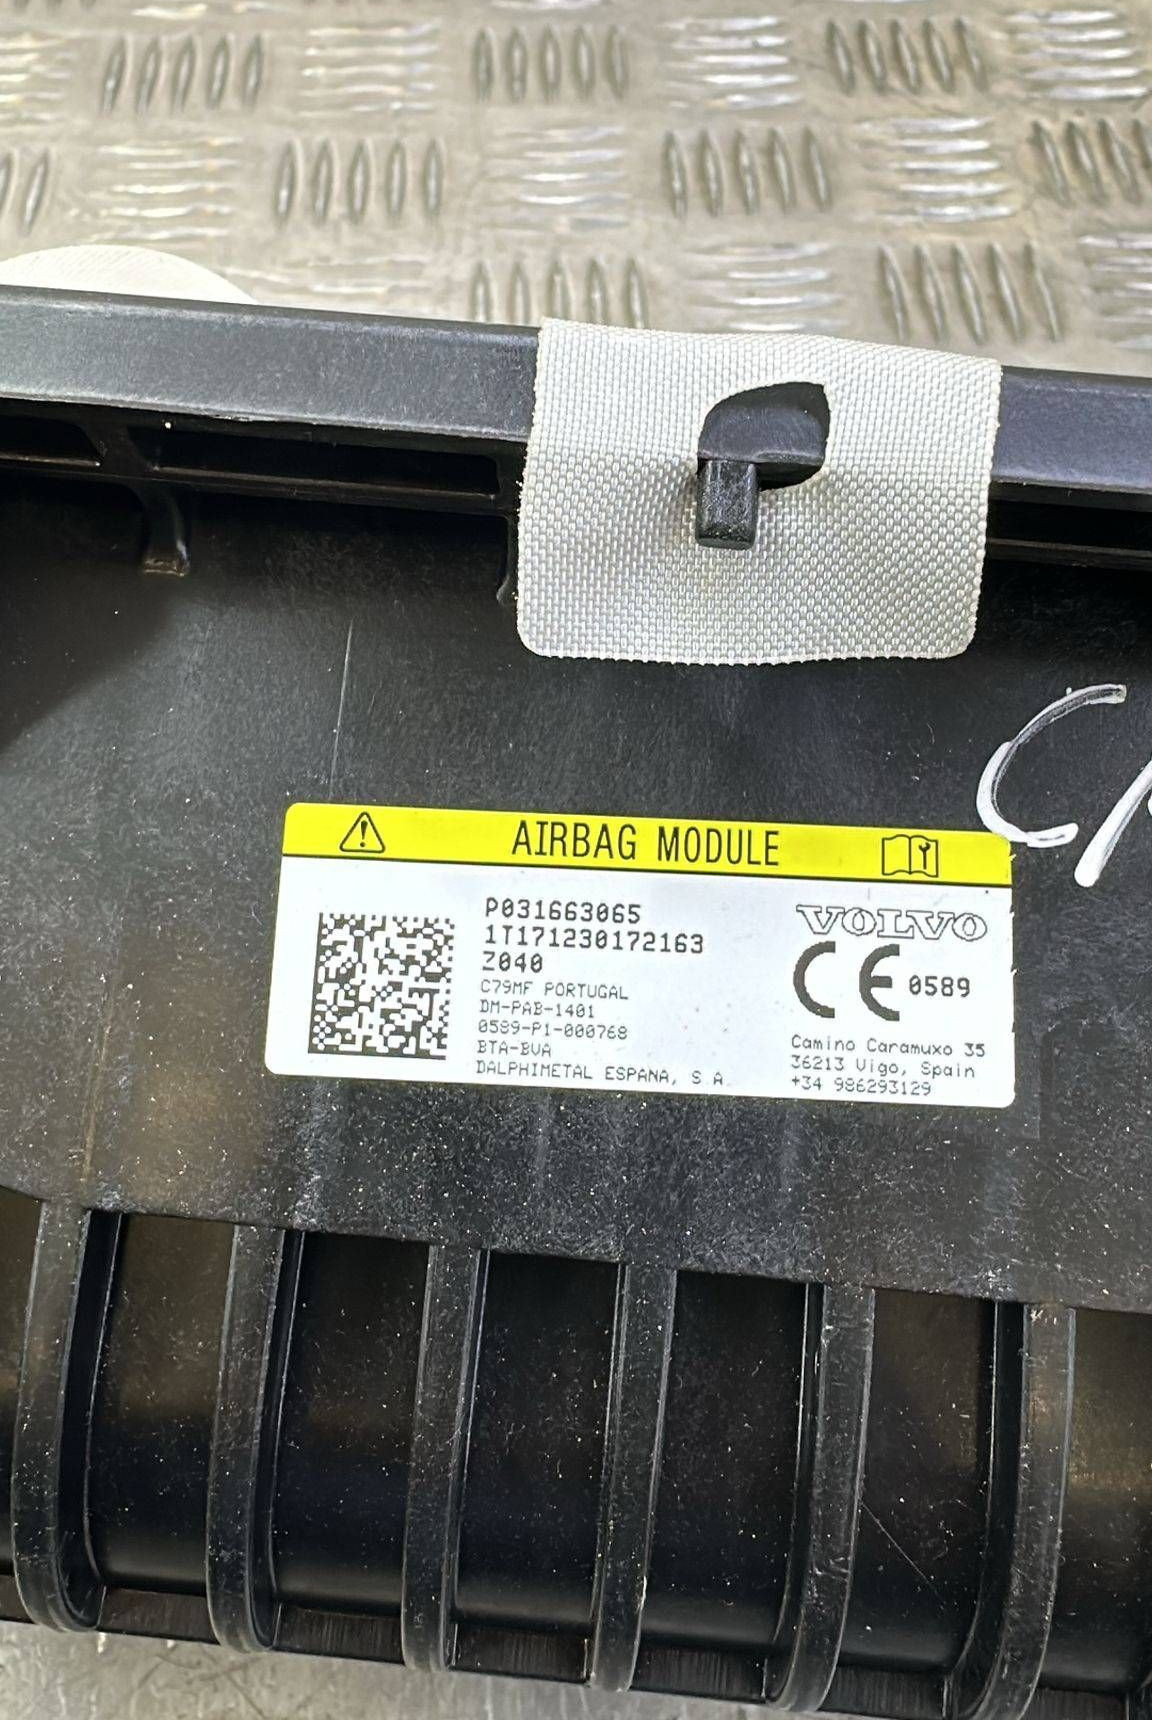 AIRBAG MODULE
P031663065
1T171230172163
Z040
C79MF PORTUGAL
DM-PAB-1401
0589-P1-000768
BTA-BVA
DALPHIMETAL ESPANA, S.A.
VOLVO
CE 0589
Camino Caramuxo 35
36213 Vigo, Spain
+34 986293129